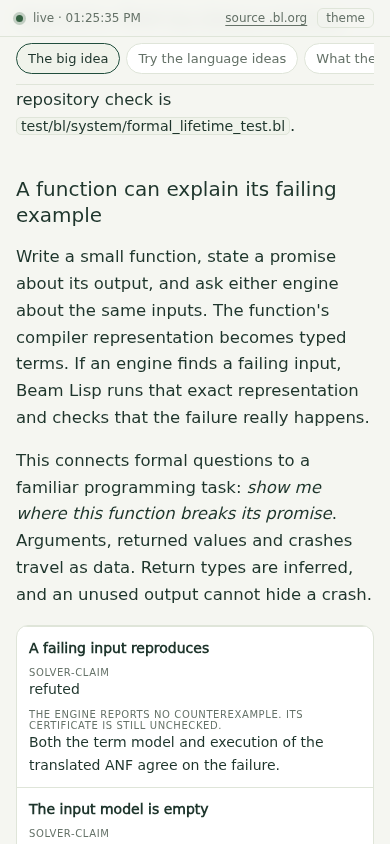 live · 01:25:35 PM
source .bl.org
theme
The big idea
Try the language ideas
What the
repository check is
test/bl/system/formal_lifetime_test.bl.
A function can explain its failing
example
Write a small function, state a promise
about its output, and ask either engine
about the same inputs. The function's
compiler representation becomes typed
terms. If an engine finds a failing input,
Beam Lisp runs that exact representation
and checks that the failure really happens.
This connects formal questions to a
familiar programming task: show me
where this function breaks its promise.
Arguments, returned values and crashes
travel as data. Return types are inferred,
and an unused output cannot hide a crash.
A failing input reproduces
SOLVER-CLAIM
refuted
THE ENGINE REPORTS NO COUNTEREXAMPLE. ITS
CERTIFICATE IS STILL UNCHECKED.
Both the term model and execution of the
translated ANF agree on the failure.
The input model is empty
SOLVER-CLAIM